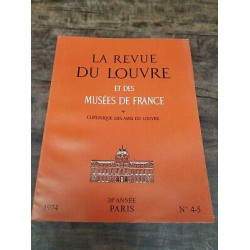 LA REVUE
DU LOUVRE
ET DES
MUSÉES DE FRANCE
CHRONIQUE DES AMIS DU LOUVRE
1974
24e ANNÉE
PARIS
N° 4-5